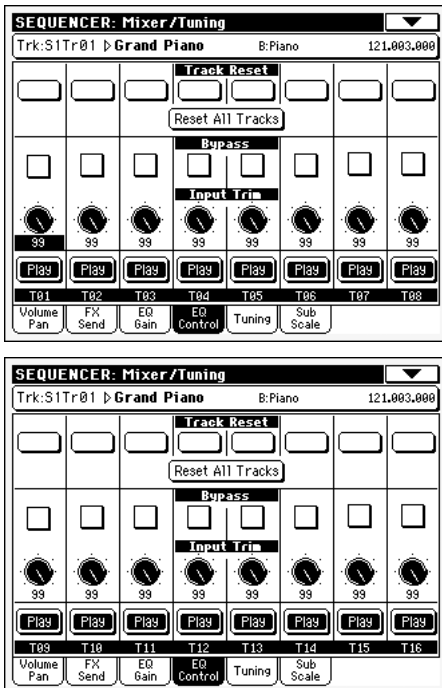 SEQUENCER: Mixer/Tuning
Trk:S1Tr01 ▷Grand Piano B:Piano 121.003.000
Track Reset
Reset All Tracks
Bypass
Input Trim
99 99 99 99 99 99 99 99
Play Play Play Play Play Play Play Play
T01 T02 T03 T04 T05 T06 T07 T08
Volume FX EQ EQ Tuning Sub
Pan Send Gain Control Scale
SEQUENCER: Mixer/Tuning
Trk:S1Tr01 ▷Grand Piano B:Piano 121.003.000
Track Reset
Reset All Tracks
Bypass
Input Trim
99 99 99 99 99 99 99 99
Play Play Play Play Play Play Play Play
T09 T10 T11 T12 T13 T14 T15 T16
Volume FX EQ EQ Tuning Sub
Pan Send Gain Control Scale